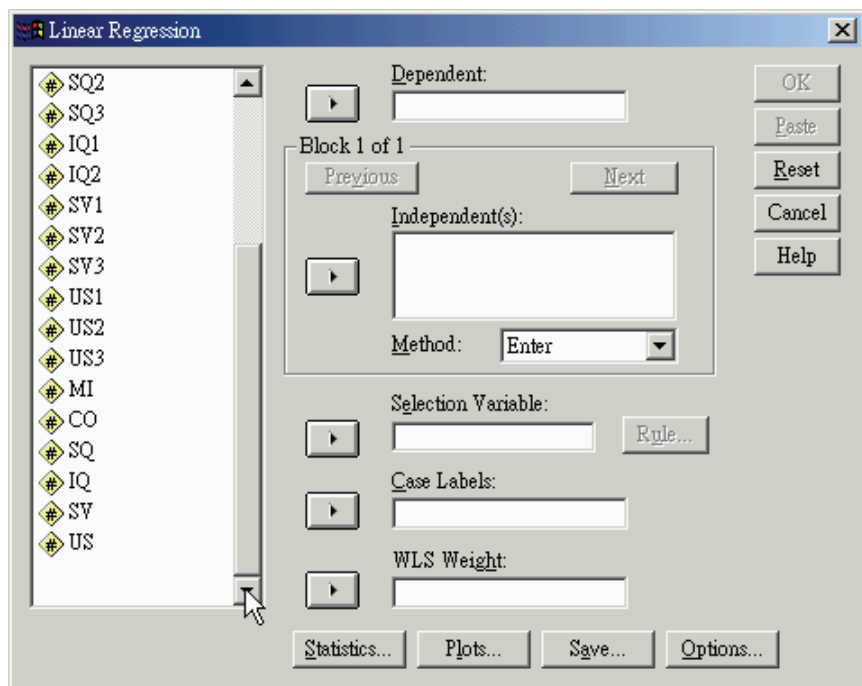 Linear Regression
SQ2
SQ3
IQ1
IQ2
SV1
SV2
SV3
US1
US2
US3
MI
CO
SQ
IQ
SV
US
Dependent:
Block 1 of 1
Previous
Next
Independent(s):
Method:
Enter
Selection Variable:
Rule...
Case Labels:
WLS Weight:
Statistics...
Plots...
Save...
Options...
OK
Paste
Reset
Cancel
Help